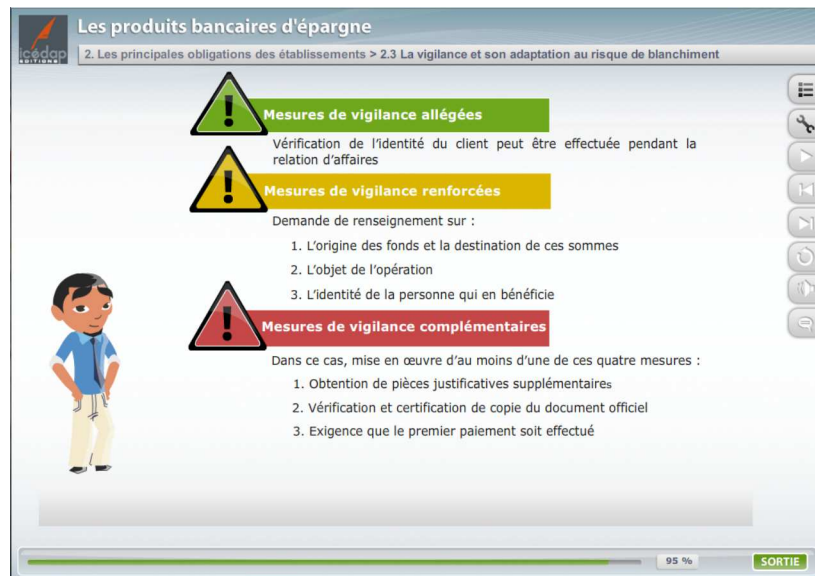 Les produits bancaires d'épargne
icédap
EDITIONS
2. Les principales obligations des établissements > 2.3 La vigilance et son adaptation au risque de blanchiment
Mesures de vigilance allégées
Vérification de l'identité du client peut être effectuée pendant la
relation d'affaires
Mesures de vigilance renforcées
Demande de renseignement sur :
1. L'origine des fonds et la destination de ces sommes
2. L'objet de l'opération
3. L'identité de la personne qui en bénéficie
Mesures de vigilance complémentaires
Dans ce cas, mise en œuvre d'au moins d'une de ces quatre mesures :
1. Obtention de pièces justificatives supplémentaires
2. Vérification et certification de copie du document officiel
3. Exigence que le premier paiement soit effectué
95 %
SORTIE